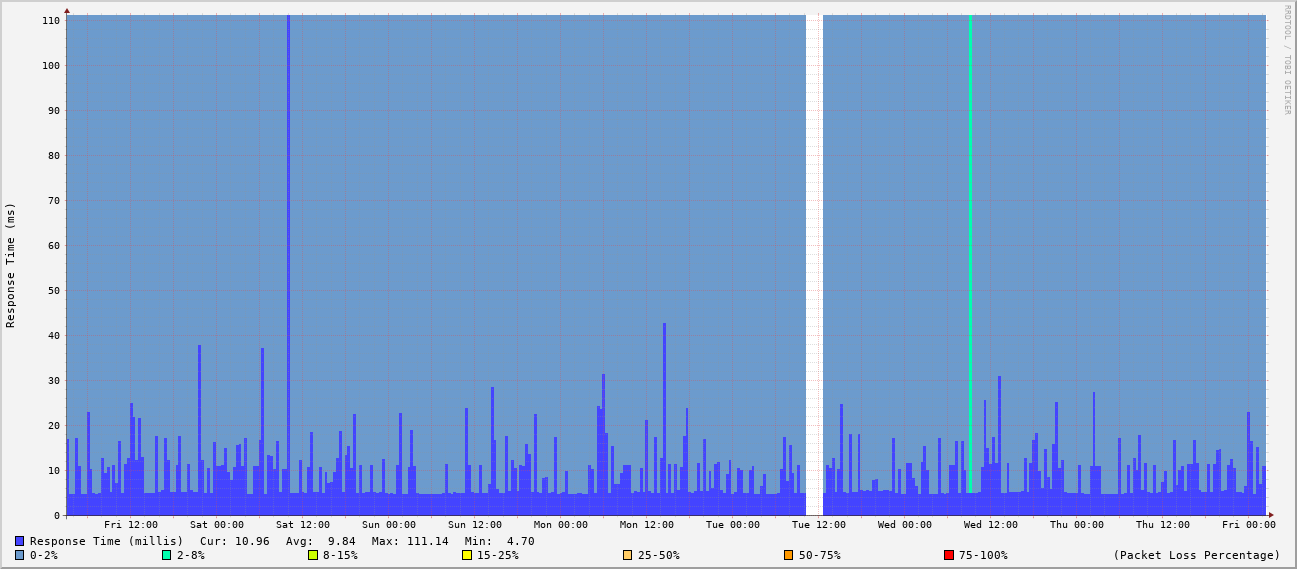 RRDTOOL / TOBI OETIKER
Response Time (ms)
110
100
90
80
70
60
50
40
30
20
10
0
Fri 12:00 Sat 00:00 Sat 12:00 Sun 00:00 Sun 12:00 Mon 00:00 Mon 12:00 Tue 00:00 Tue 12:00 Wed 00:00 Wed 12:00 Thu 00:00 Thu 12:00 Fri 00:00
Response Time (millis) Cur: 10.96 Avg: 9.84 Max: 111.14 Min: 4.70
0-2% 2-8% 8-15% 15-25% 25-50% 50-75% 75-100% (Packet Loss Percentage)